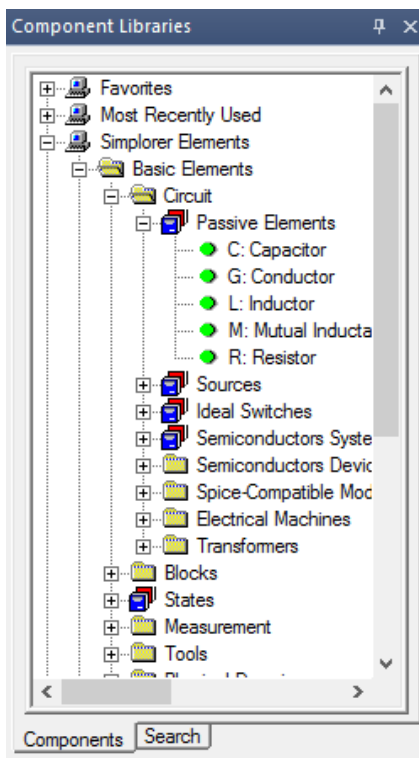 Component Libraries
Favorites
Most Recently Used
Simplorer Elements
Basic Elements
Circuit
Passive Elements
C: Capacitor
G: Conductor
L: Inductor
M: Mutual Inducta
R: Resistor
Sources
Ideal Switches
Semiconductors Syste
Semiconductors Devic
Spice-Compatible Mod
Electrical Machines
Transformers
Blocks
States
Measurement
Tools
Components Search